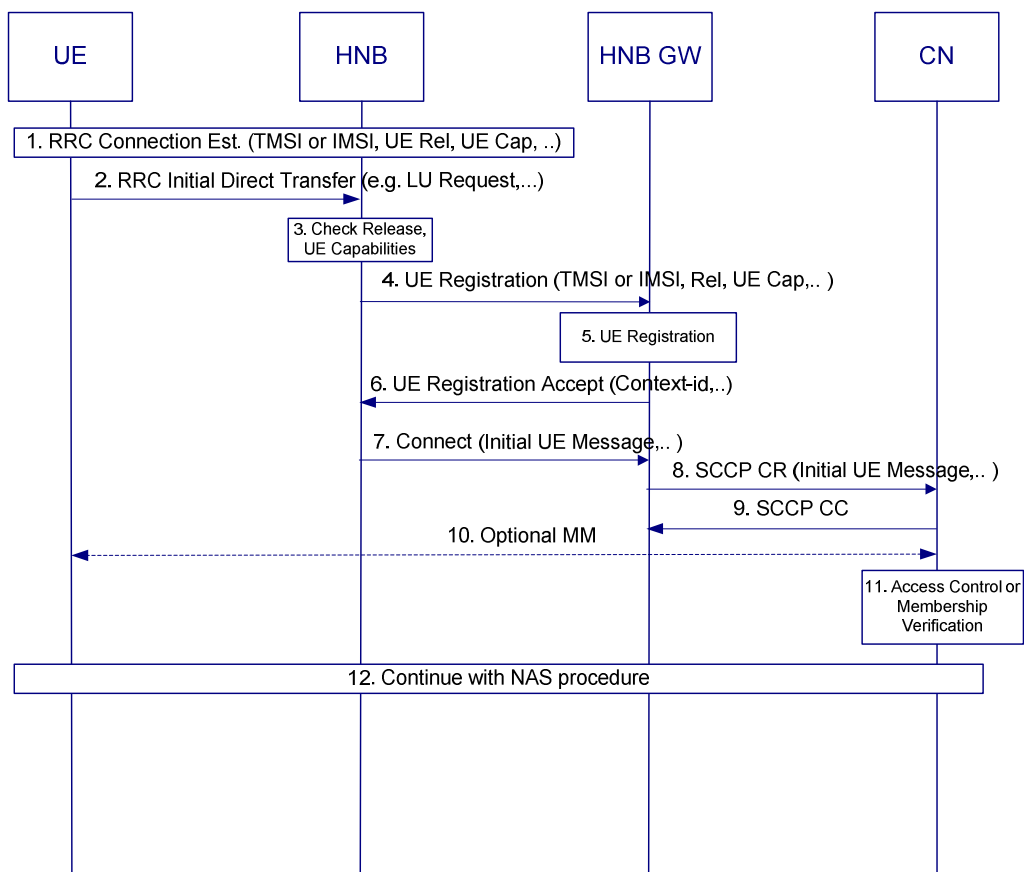 UE
HNB
HNB GW
CN
1. RRC Connection Est. (TMSI or IMSI, UE Rel, UE Cap, ..)
2. RRC Initial Direct Transfer (e.g. LU Request,...)
3. Check Release,
UE Capabilities
4. UE Registration (TMSI or IMSI, Rel, UE Cap,.. )
5. UE Registration
6. UE Registration Accept (Context-id,..)
7. Connect (Initial UE Message,.. )
8. SCCP CR (Initial UE Message,.. )
9. SCCP CC
10. Optional MM
11. Access Control or
Membership
Verification
12. Continue with NAS procedure